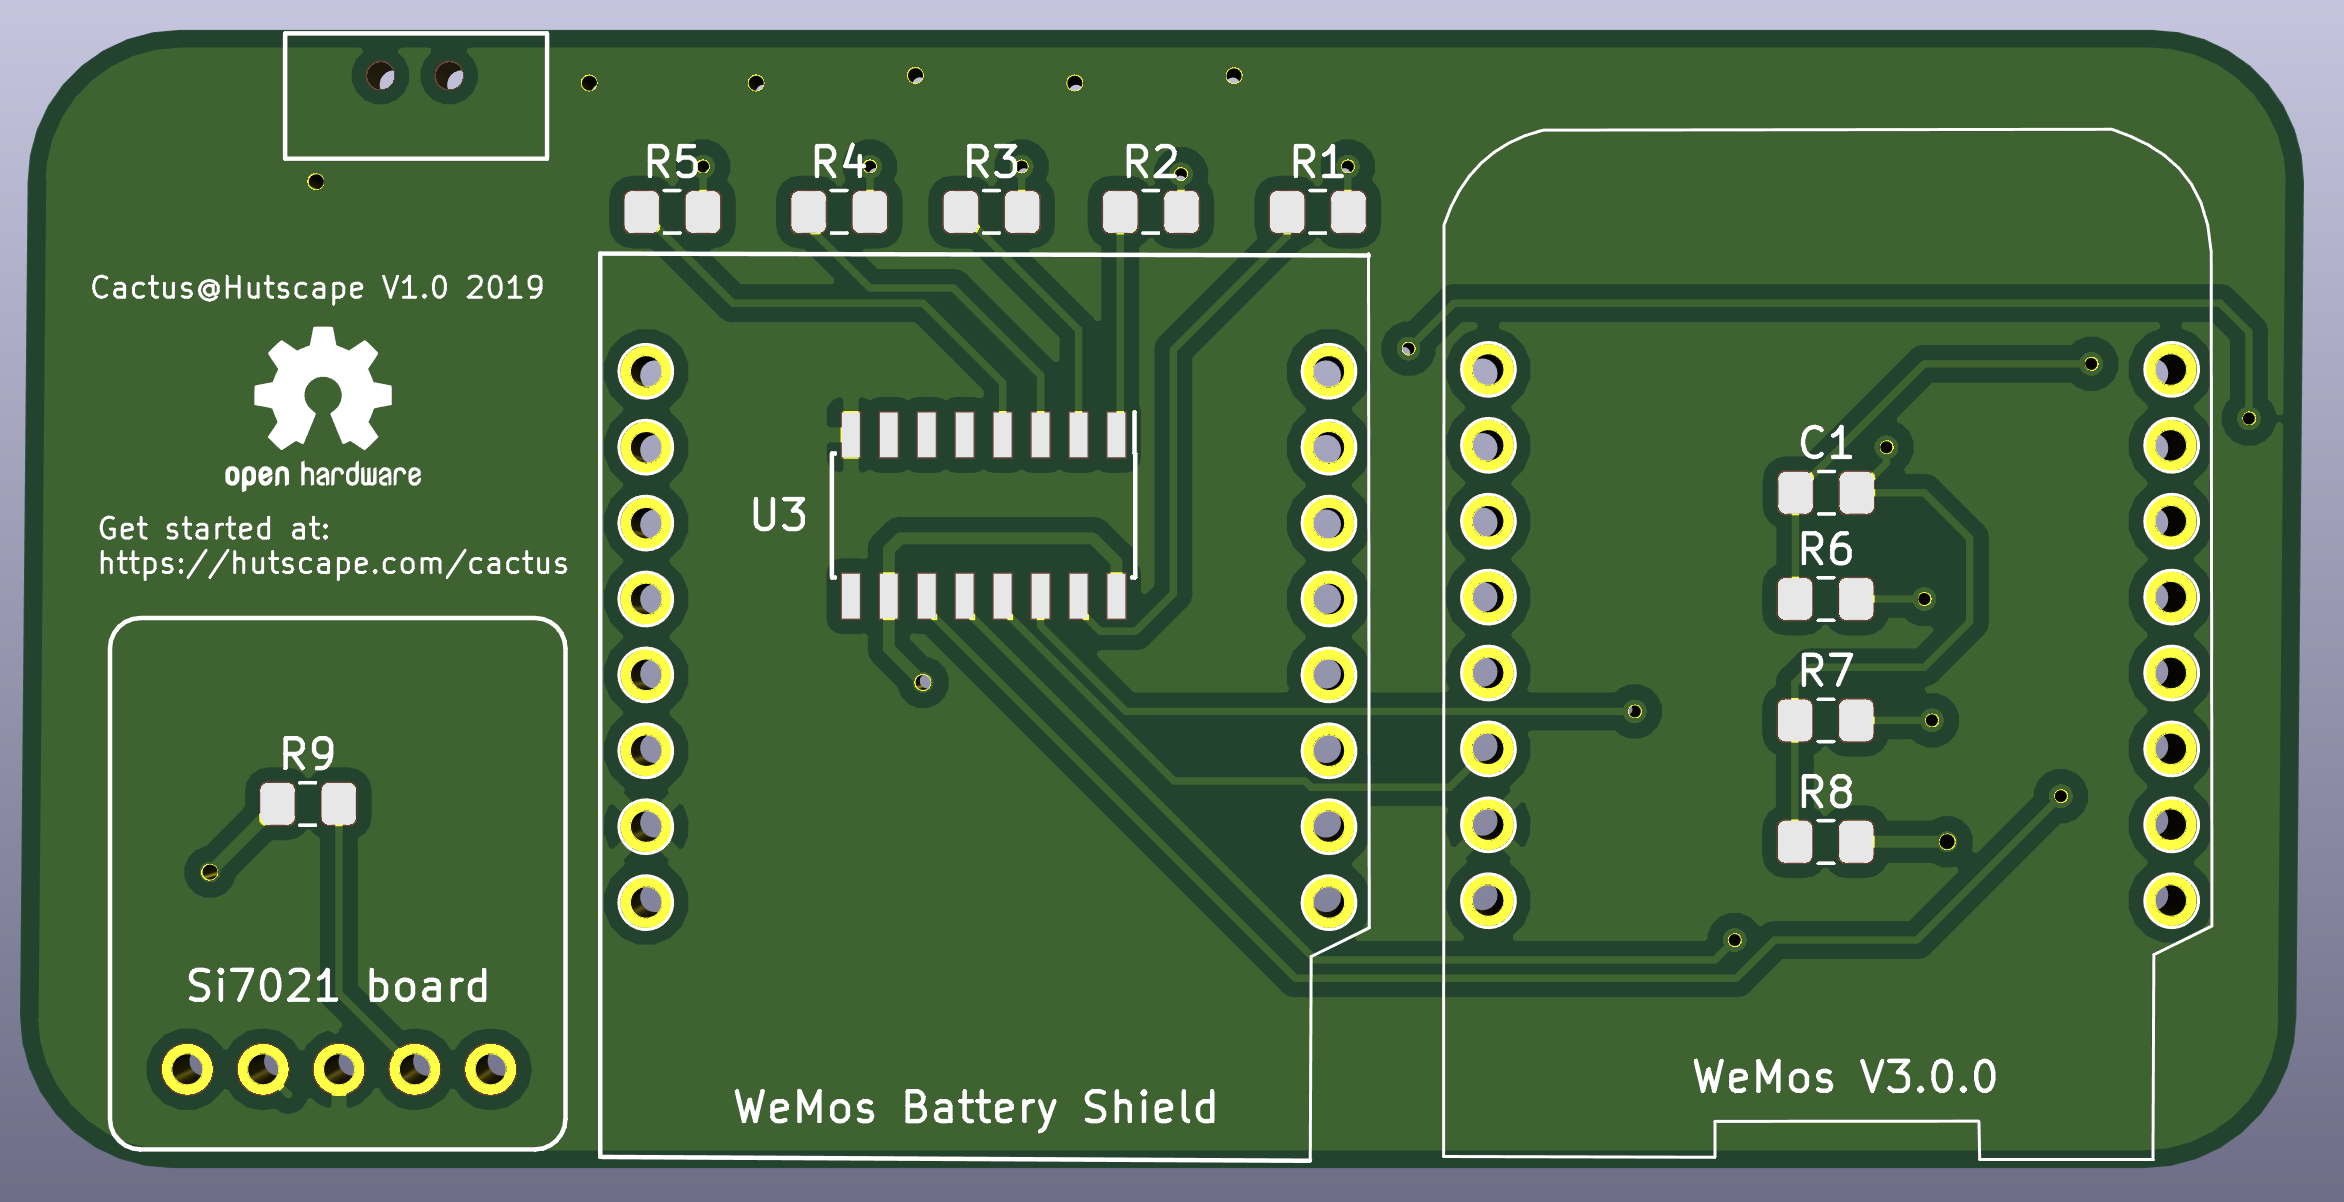 R5 R4 R3 R2 R1
Cactus@Hutscape V1.0 2019
open hardware
Get started at:
https://hutscape.com/cactus
U3
C1
R6
R7
R8
R9
Si7021 board
WeMos Battery Shield
WeMos V3.0.0